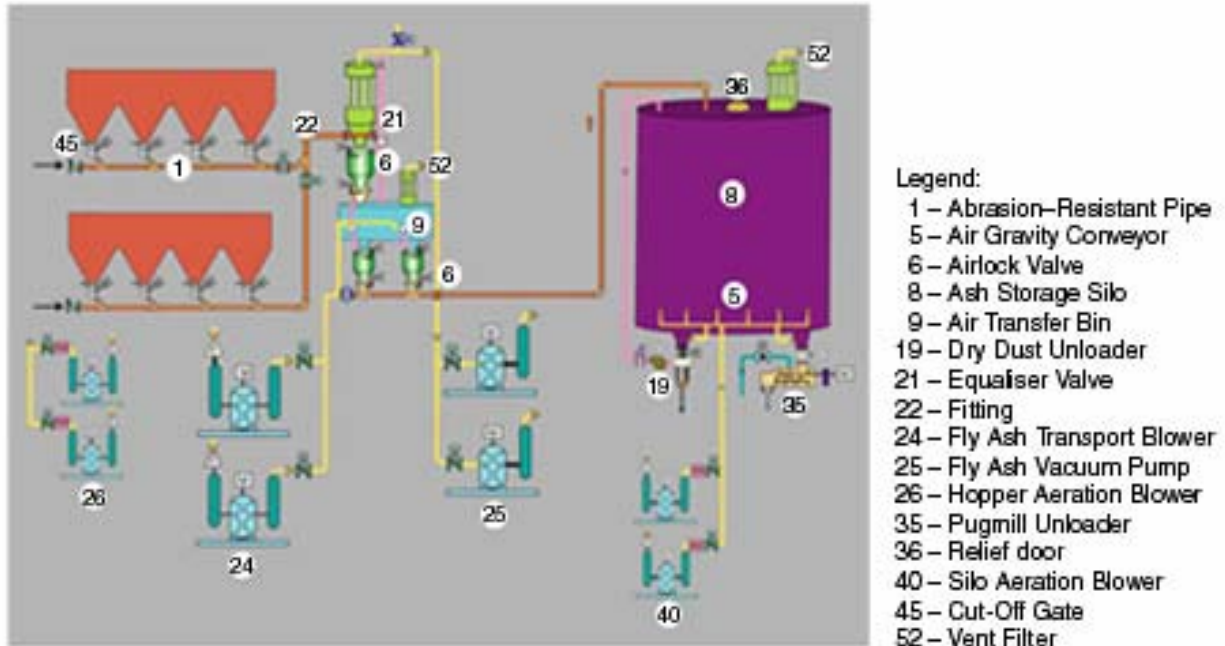 52
36
45
22
21
1
6
52
8
9
6
5
19
35
26
25
24
40
Legend:
1 – Abrasion–Resistant Pipe
5 – Air Gravity Conveyor
6 – Airlock Valve
8 – Ash Storage Silo
9 – Air Transfer Bin
19 – Dry Dust Unloader
21 – Equaliser Valve
22 – Fitting
24 – Fly Ash Transport Blower
25 – Fly Ash Vacuum Pump
26 – Hopper Aeration Blower
35 – Pugmill Unloader
36 – Relief door
40 – Silo Aeration Blower
45 – Cut-Off Gate
52 – Vent Filter